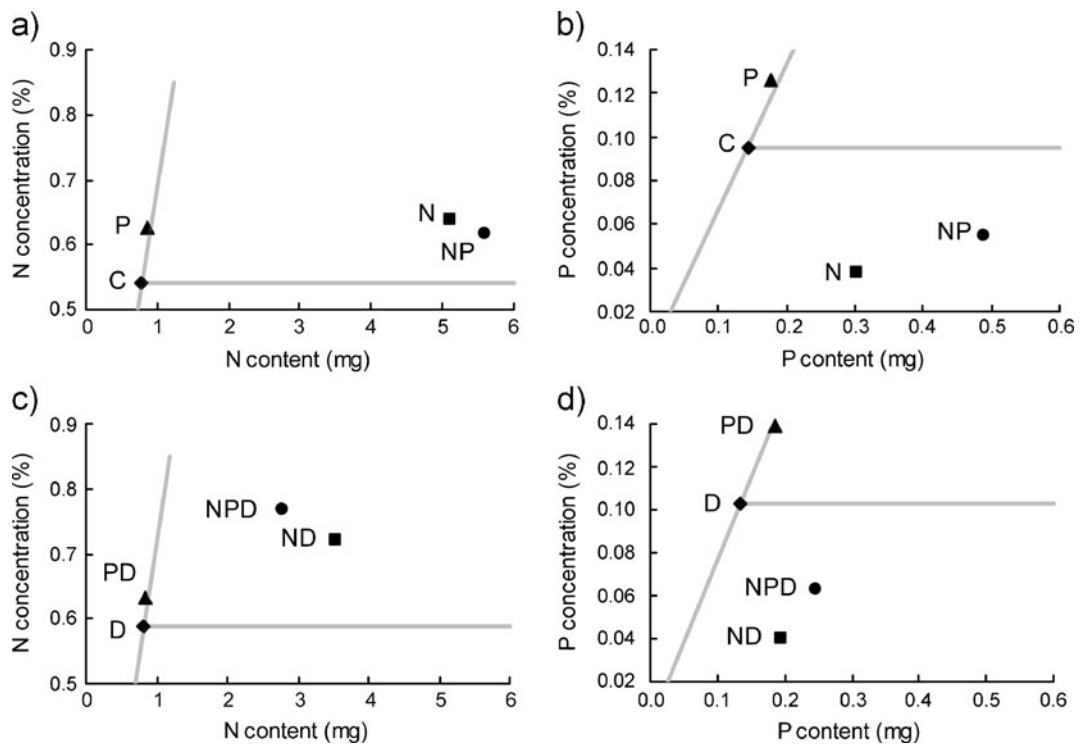 a)
N concentration (%)
0.9
0.8
0.7
0.6
0.5
P
C
N
NP
0 1 2 3 4 5 6
N content (mg)
b)
P concentration (%)
0.14
0.12
0.10
0.08
0.06
0.04
0.02
P
C
NP
N
0.0 0.1 0.2 0.3 0.4 0.5 0.6
P content (mg)
c)
N concentration (%)
0.9
0.8
0.7
0.6
0.5
NPD
ND
PD
D
0 1 2 3 4 5 6
N content (mg)
d)
P concentration (%)
0.14
0.12
0.10
0.08
0.06
0.04
0.02
PD
D
NPD
ND
0.0 0.1 0.2 0.3 0.4 0.5 0.6
P content (mg)